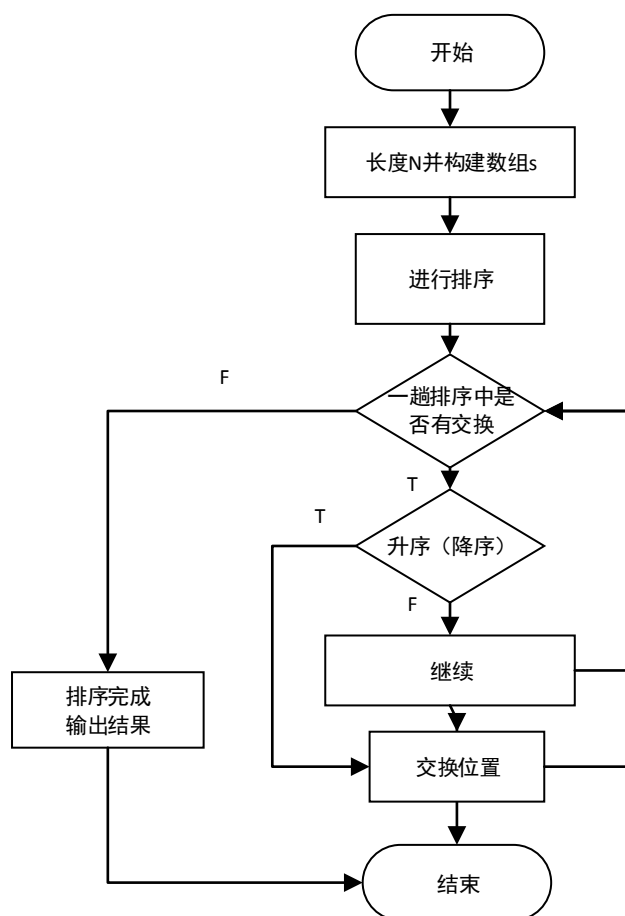 开始
长度N并构建数组s
进行排序
F
一趟排序中是
否有交换
T
T
升序（降序）
F
继续
排序完成
输出结果
交换位置
结束